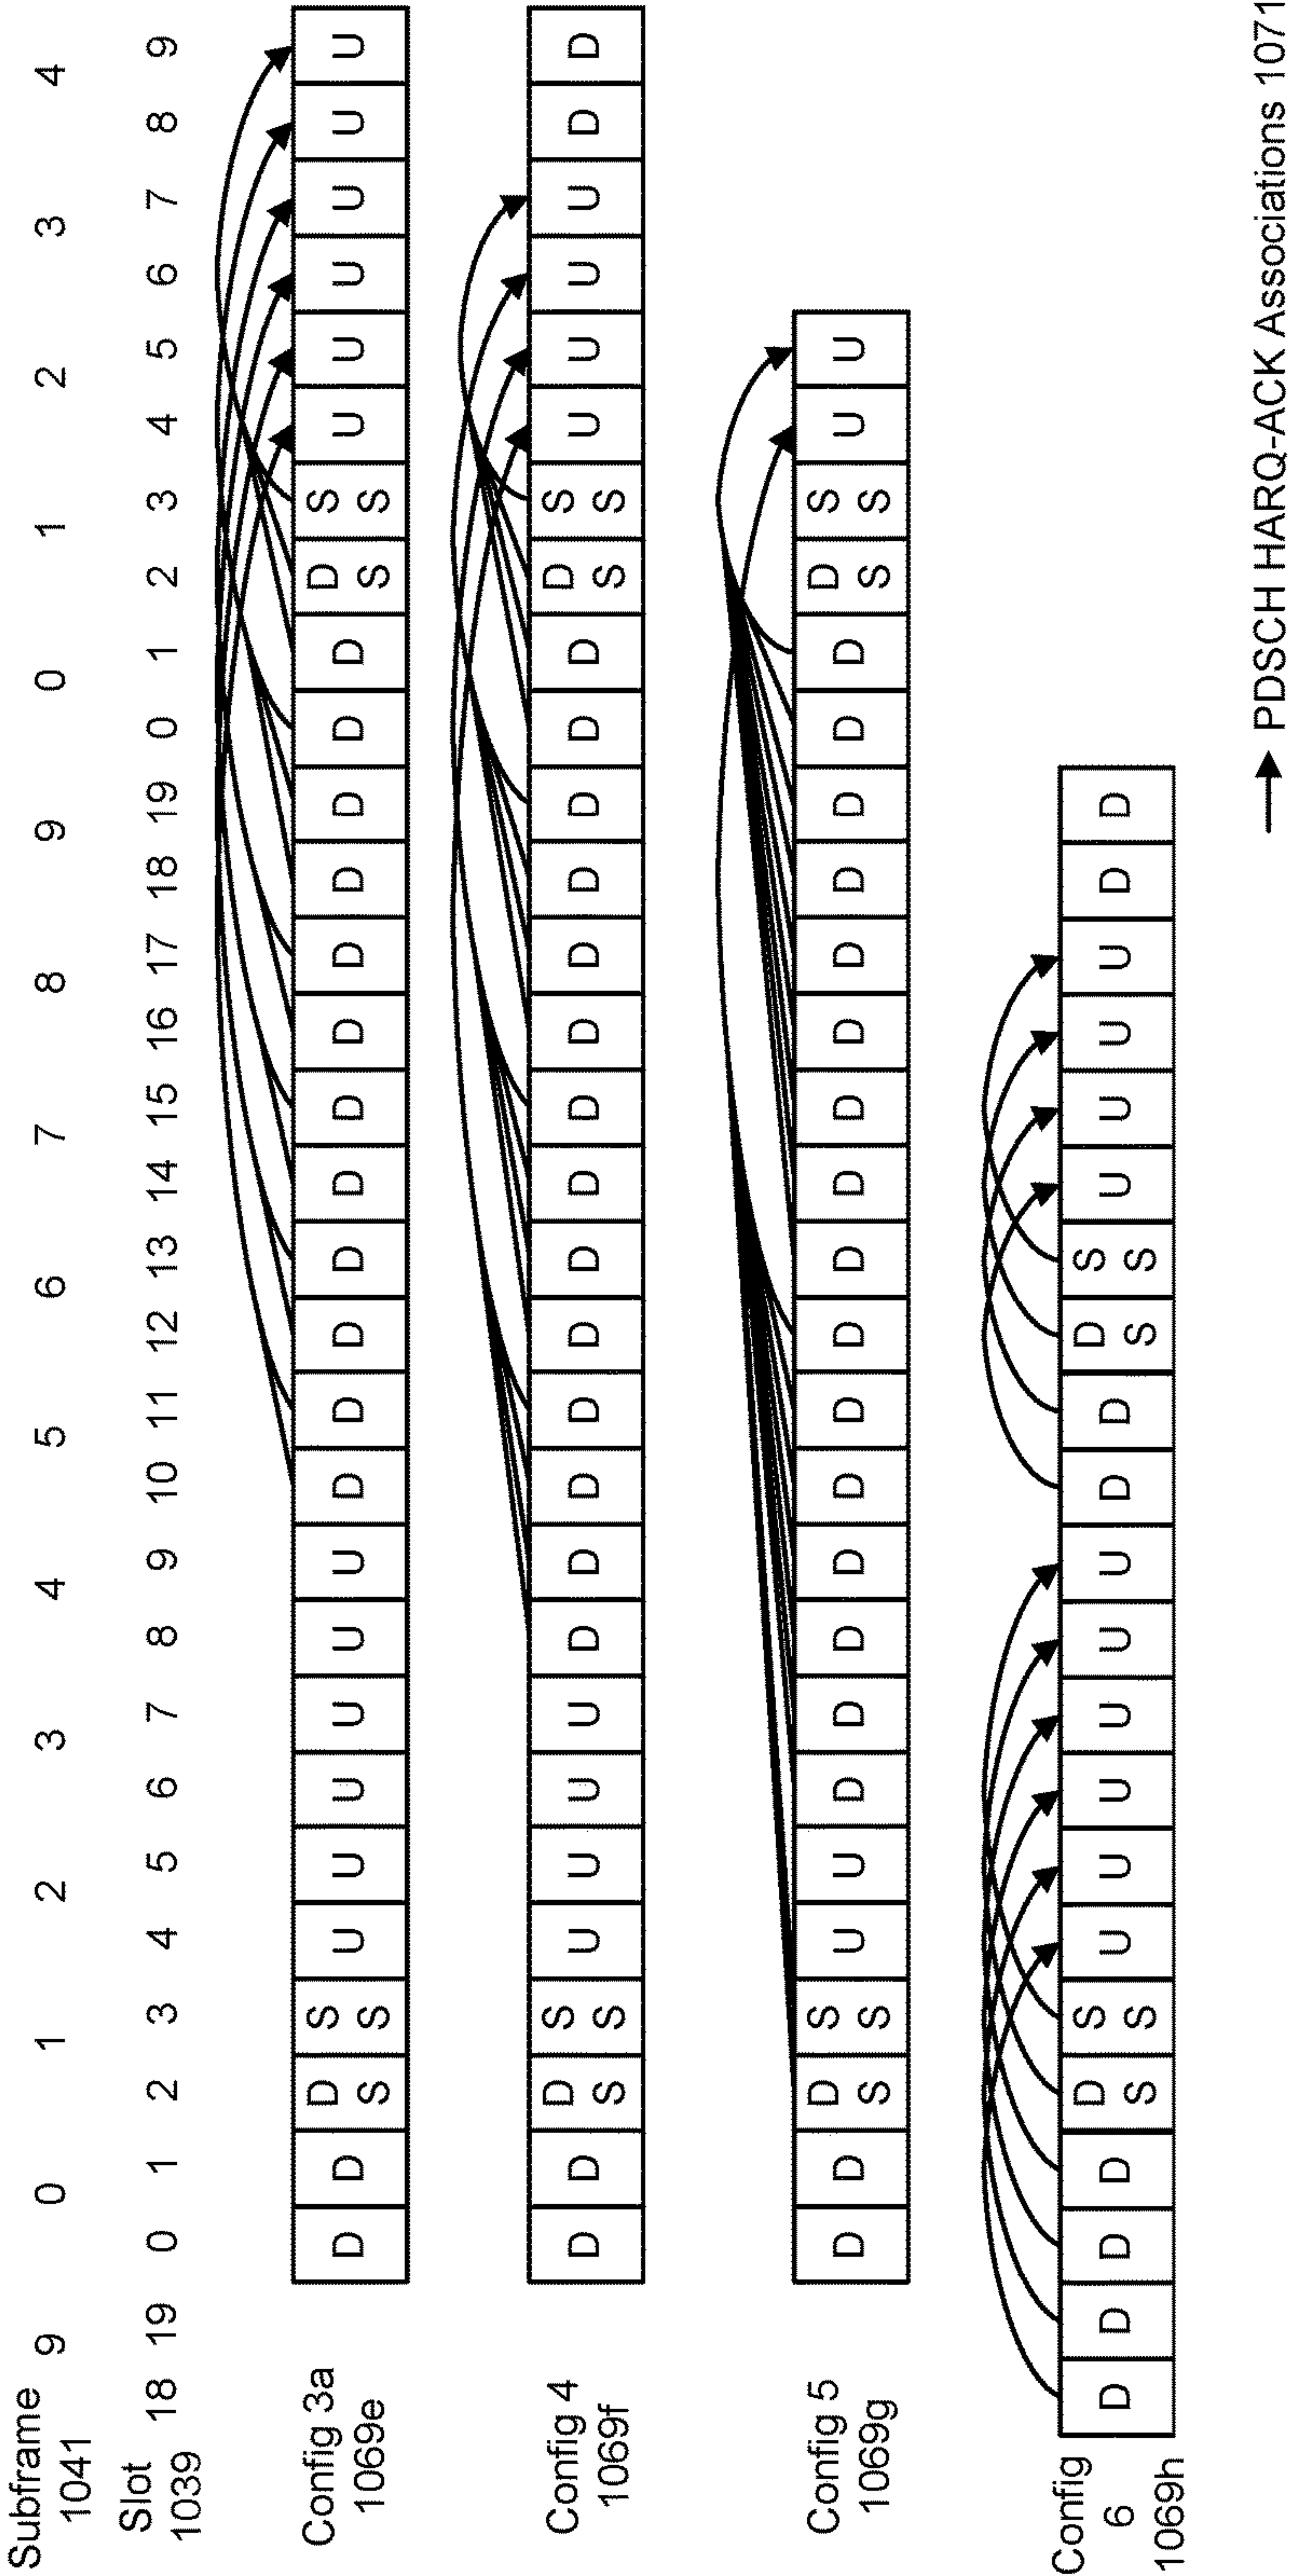 Subframe 1041 9 0 1 2 3 4 5 6 7 8 9 0 1 2 3 4
Slot 1039 18 19 0 1 2 3 4 5 6 7 8 9 10 11 12 13 14 15 16 17 18 19 0 1 2 3 4 5 6 7 8 9
Config 3a 1069e D D D S S S U U U U U U D D D D D D D D D D D D D S S S U U U U U U
Config 4 1069f D D D S S S U U U U D D D D D D D D D D D D D D D S S S U U U U D D
Config 5 1069g D D D S S S U U D D D D D D D D D D D D D D D D D S S S U U
Config 6 1069h D D D D D S S S U U U U U U D D D S S S U U U U D D
PDSCH HARQ-ACK Associations 1071